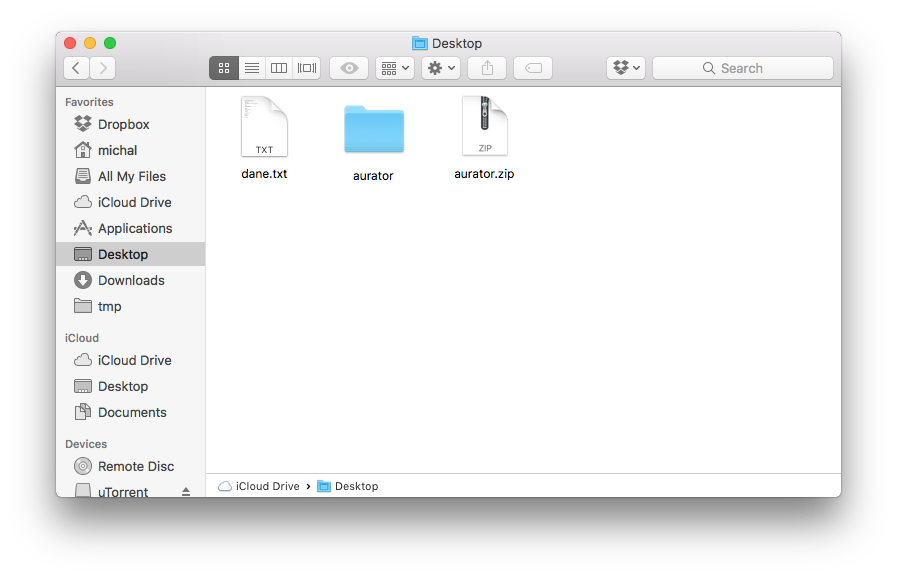 Desktop
Search
Favorites
Dropbox
michal
All My Files
iCloud Drive
Applications
Desktop
Downloads
tmp
iCloud
iCloud Drive
Desktop
Documents
Devices
Remote Disc
uTorrent
TXT
ZIP
dane.txt
aurator
aurator.zip
iCloud Drive › Desktop